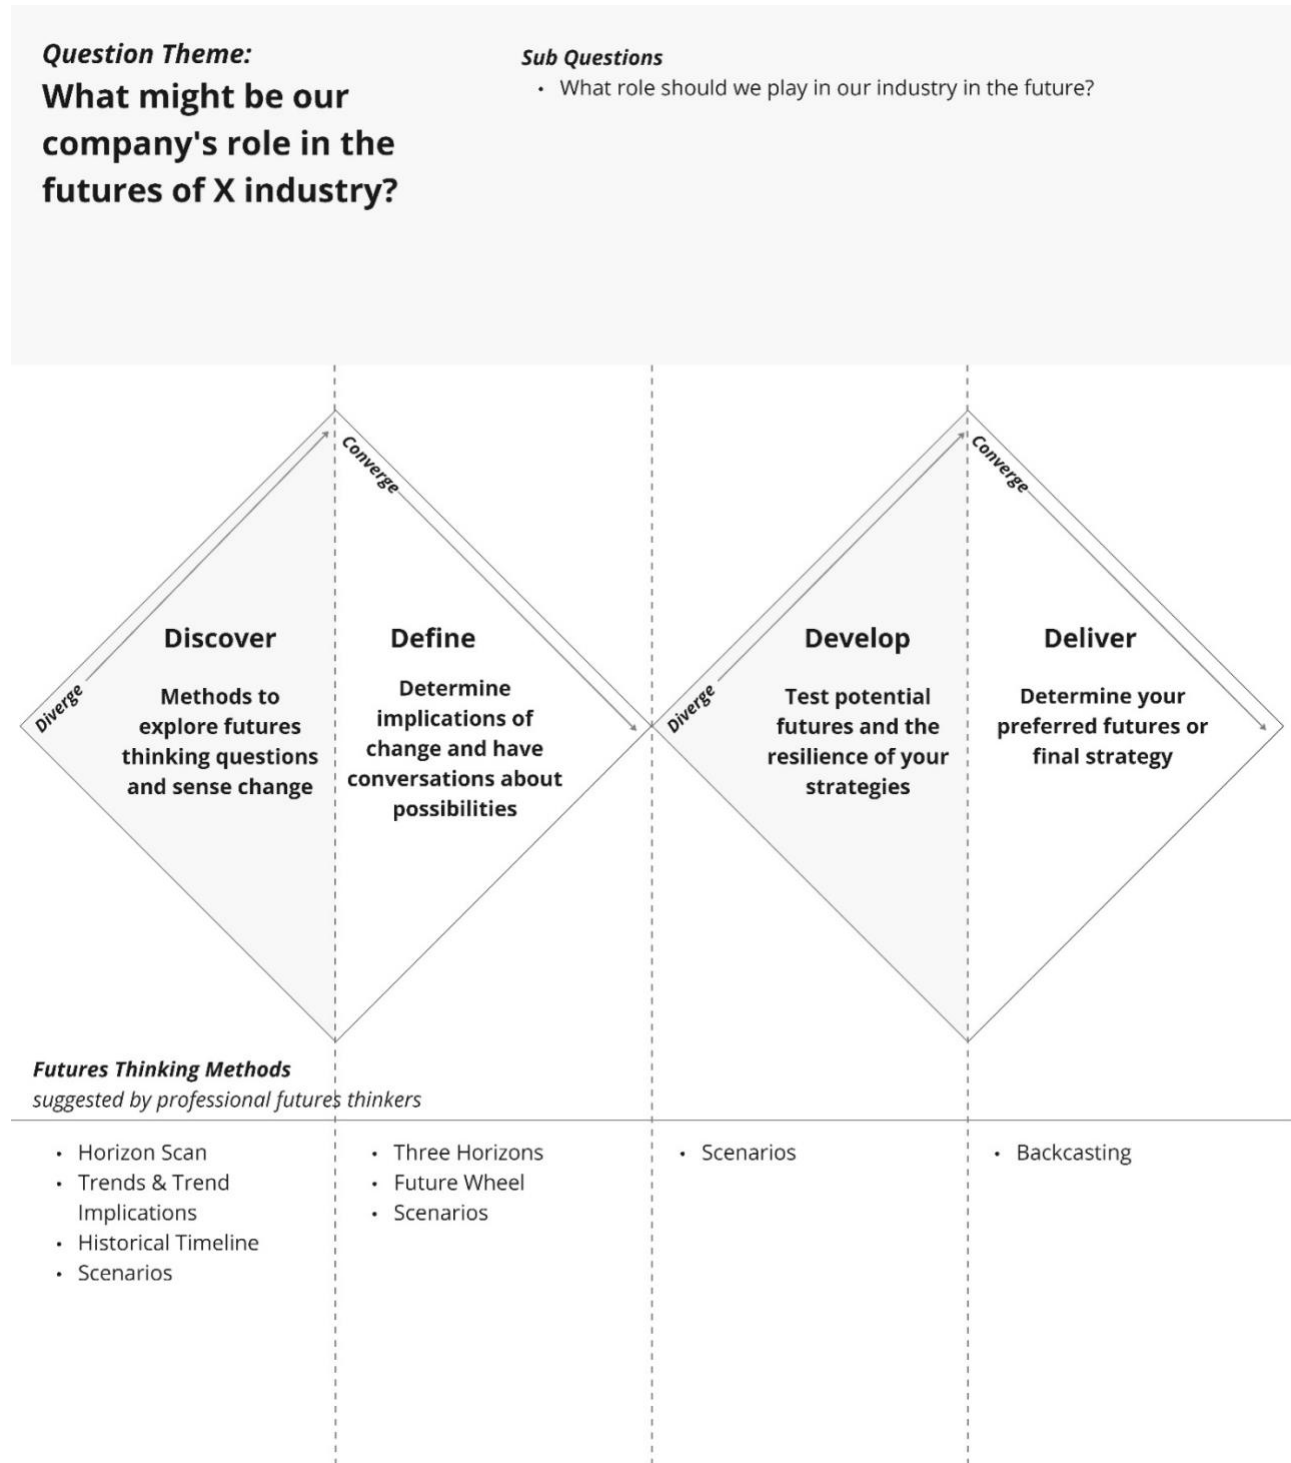 Question Theme:
What might be our
company's role in the
futures of X industry?
Sub Questions
• What role should we play in our industry in the future?
Diverge
Converge
Discover
Methods to
explore futures
thinking questions
and sense change
Define
Determine
implications of
change and have
conversations about
possibilities
Diverge
Converge
Develop
Test potential
futures and the
resilience of your
strategies
Deliver
Determine your
preferred futures or
final strategy
Futures Thinking Methods
suggested by professional futures thinkers
• Horizon Scan
• Trends & Trend
Implications
• Historical Timeline
• Scenarios
• Three Horizons
• Future Wheel
• Scenarios
• Scenarios
• Backcasting